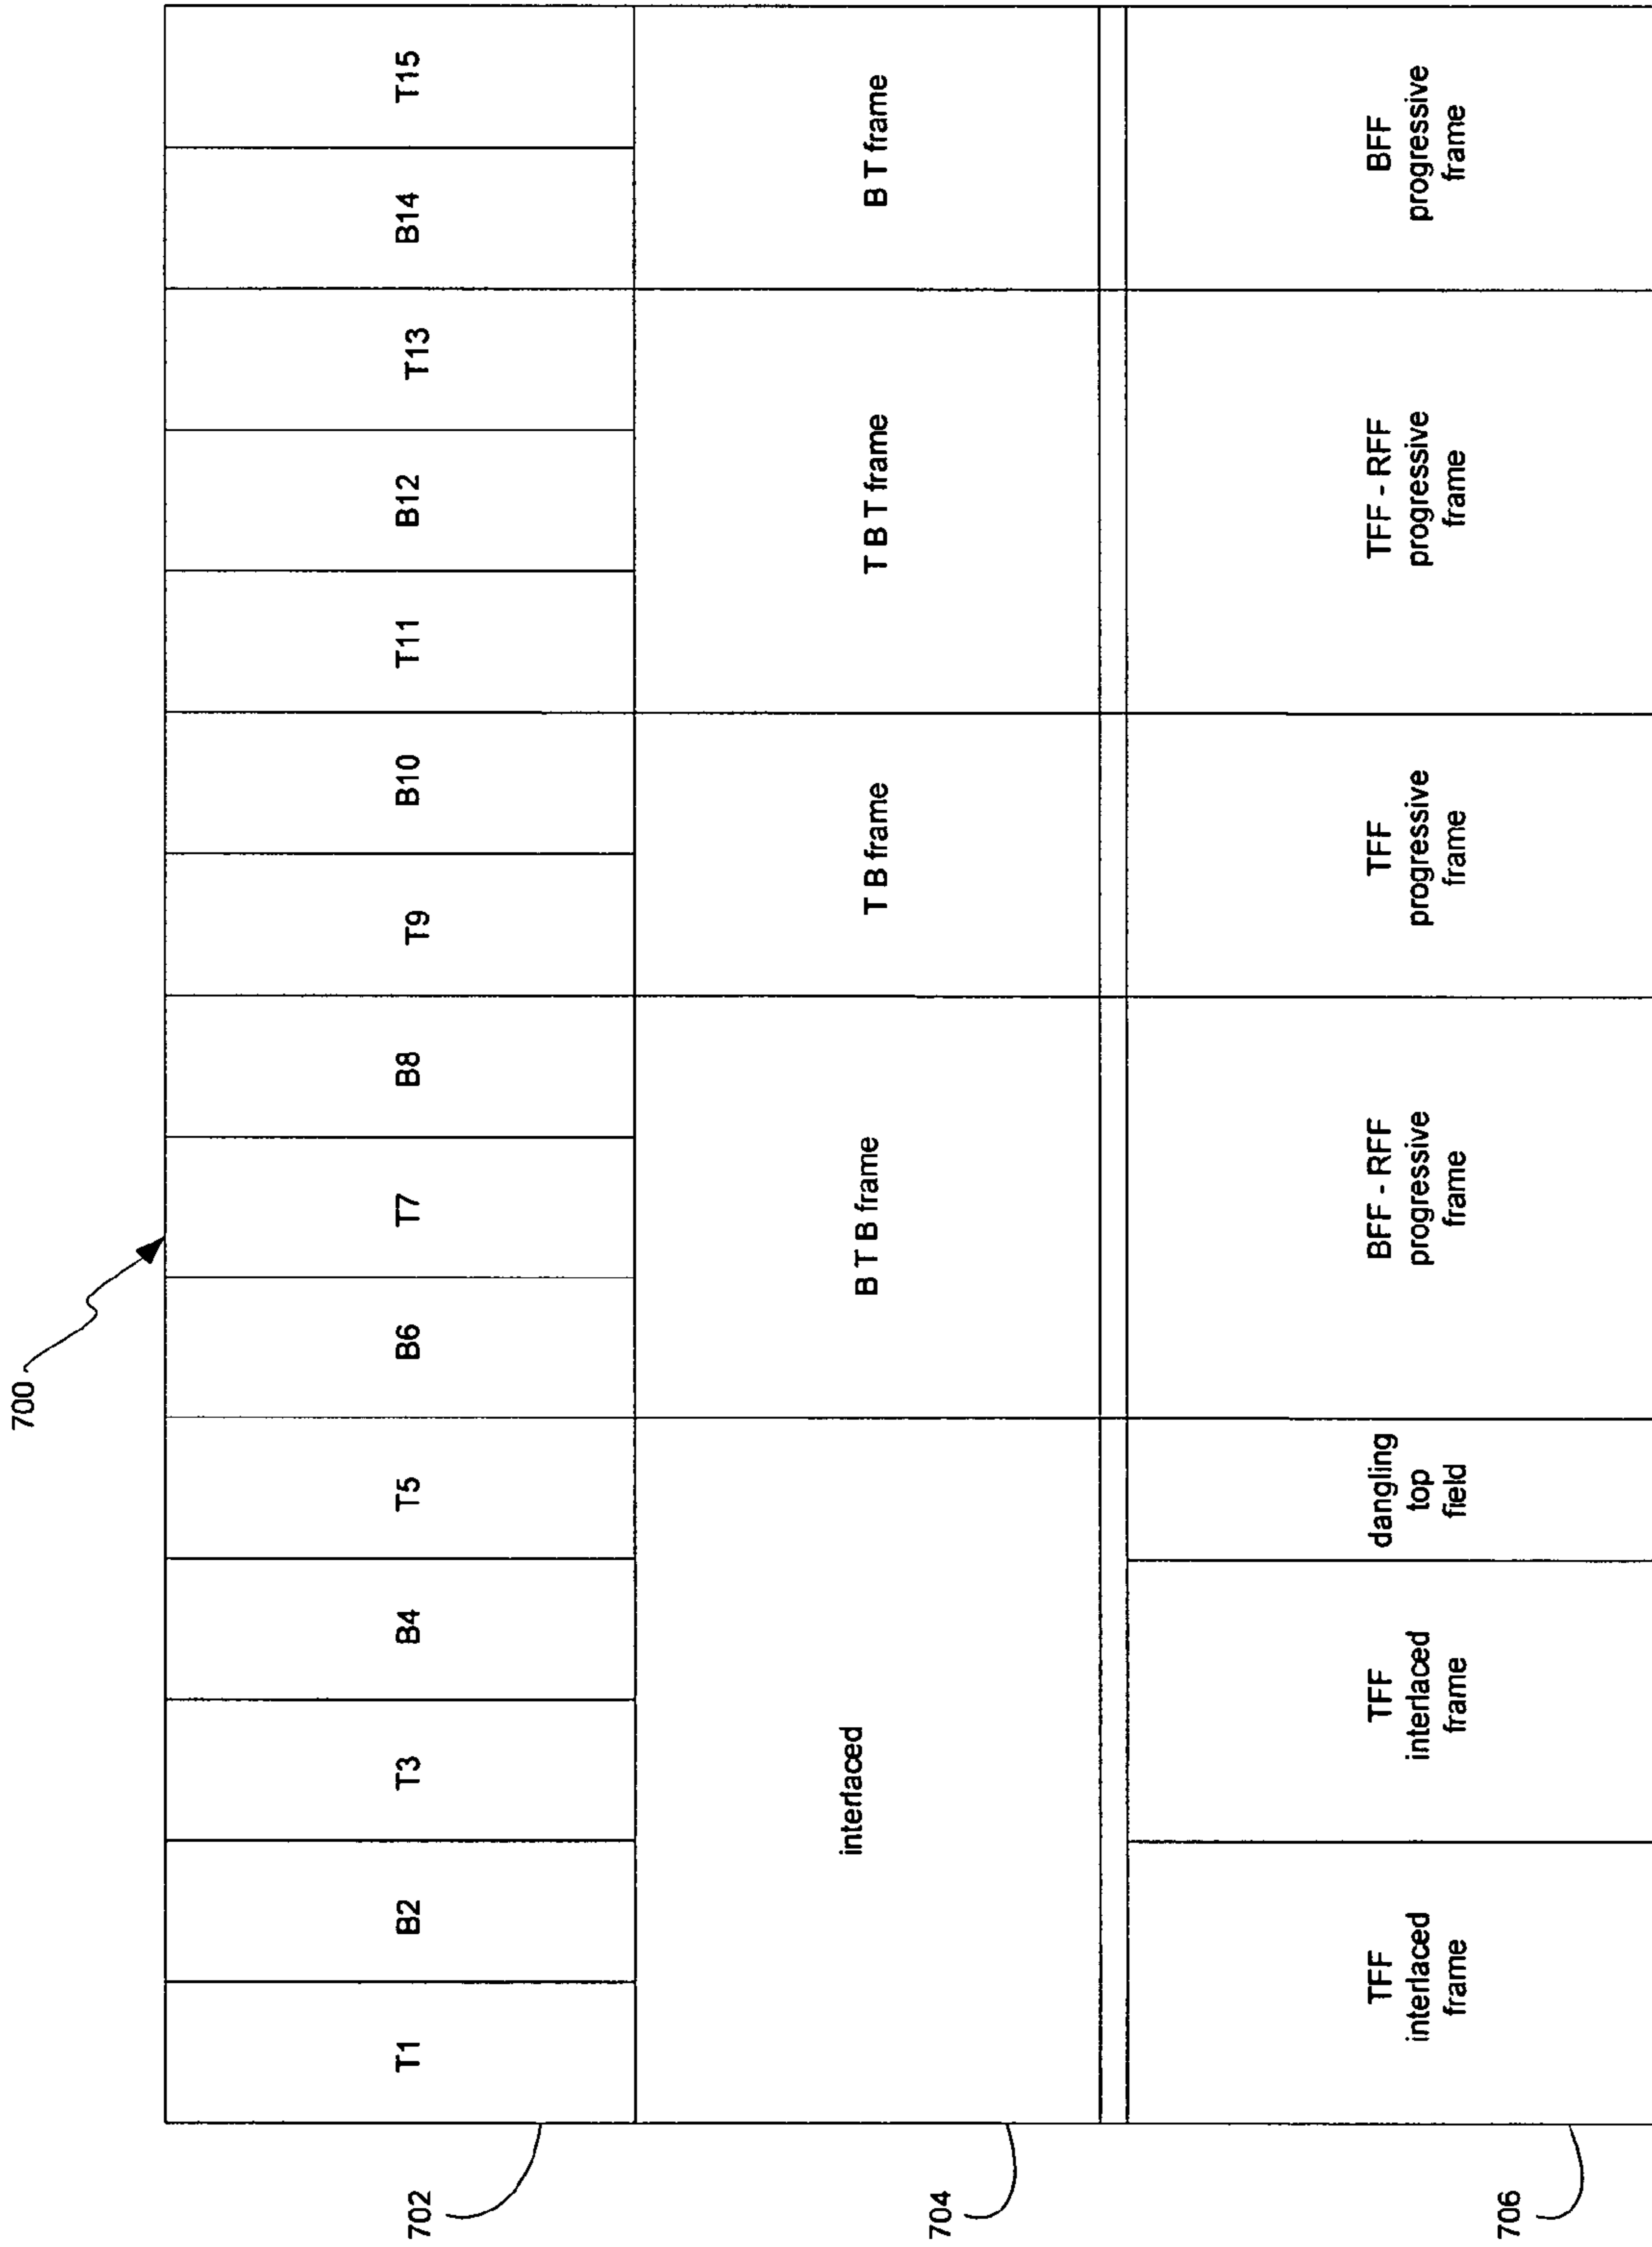 700
702
T1
B2
T3
B4
T5
B6
T7
B8
T9
B10
T11
B12
T13
B14
T15
704
interlaced
B T B frame
T B frame
T B T frame
B T frame
706
TFF
interlaced
frame
TFF
interlaced
frame
dangling
top
field
BFF - RFF
progressive
frame
TFF
progressive
frame
TFF - RFF
progressive
frame
BFF
progressive
frame